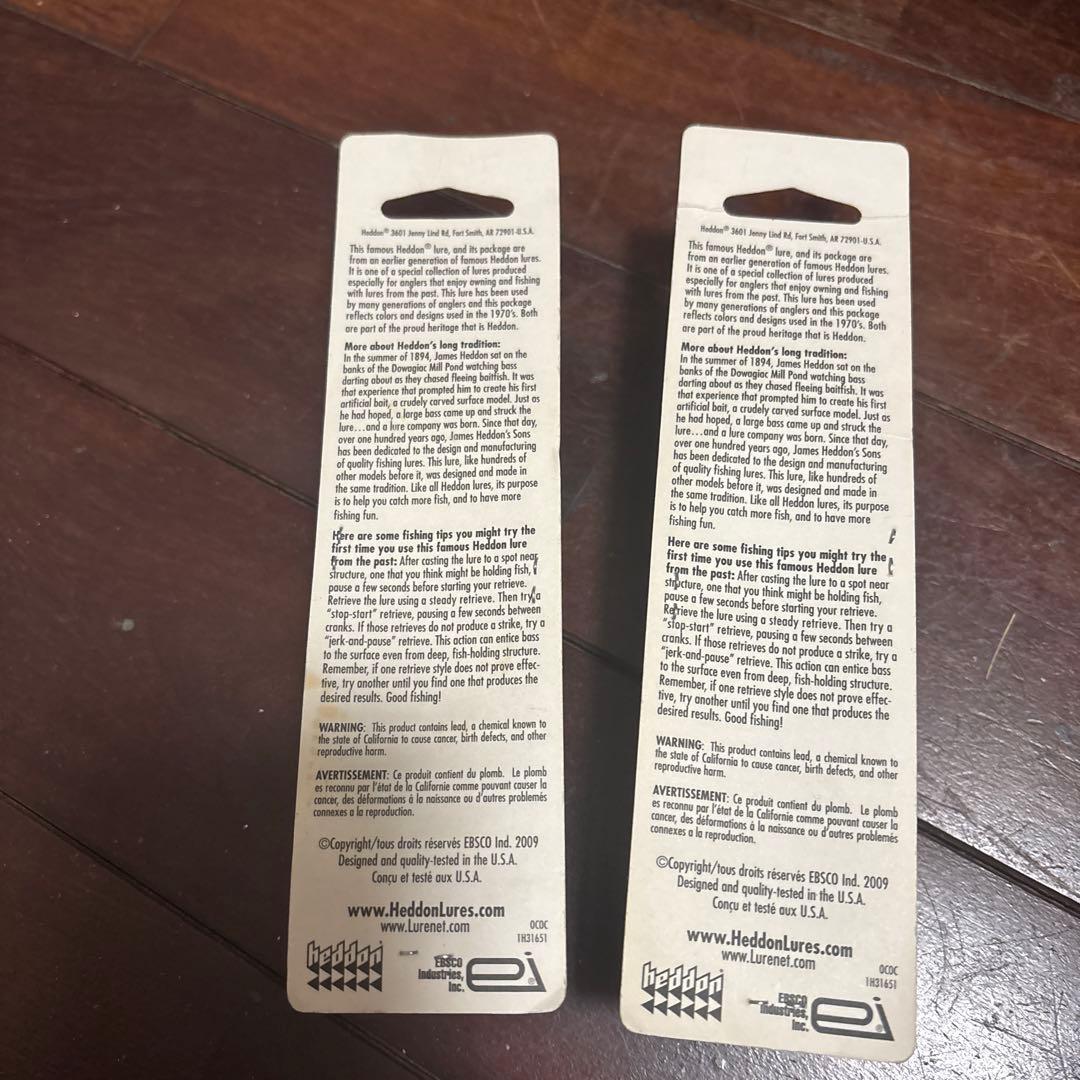 Heddon® 3601 Jenny Lind Rd, Fort Smith, AR 72901-U.S.A.
This famous Heddon® lure, and its package are
from an earlier generation of famous Heddon lures.
It is one of a special collection of lures produced
especially for anglers that enjoy owning and fishing
with lures from the past. This lure has been used
by many generations of anglers and this package
reflects colors and designs used in the 1970's. Both
are part of the proud heritage that is Heddon.
More about Heddon's long tradition:
In the summer of 1894, James Heddon sat on the
banks of the Dowagiac Mill Pond watching bass
darting about as they chased fleeing baitfish. It was
that experience that prompted him to create his first
artificial bait, a crudely carved surface model. Just as
he had hoped, a large bass came up and struck the
lure...and a lure company was born. Since that day,
over one hundred years ago, James Heddon's Sons
has been dedicated to the design and manufacturing
of quality fishing lures. This lure, like hundreds of
other models before it, was designed and made in
the same tradition. Like all Heddon lures, its purpose
is to help you catch more fish, and to have more
fishing fun.
Here are some fishing tips you might try the
first time you use this famous Heddon lure
from the past: After casting the lure to a spot near
structure, one that you think might be holding fish,
pause a few seconds before starting your retrieve.
Retrieve the lure using a steady retrieve. Then try a
"stop-start" retrieve, pausing a few seconds between
cranks. If those retrieves do not produce a strike, try a
"jerk-and-pause" retrieve. This action can entice bass
to the surface even from deep, fish-holding structure.
Remember, if one retrieve style does not prove effec-
tive, try another until you find one that produces the
desired results. Good fishing!
WARNING: This product contains lead, a chemical known to
the state of California to cause cancer, birth defects, and other
reproductive harm.
AVERTISSEMENT: Ce produit contient du plomb. Le plomb
es reconnu par l'état de la Californie comme pouvant causer la
cancer, des déformations à la naissance ou d'autres problemés
connexes a la reproduction.
©Copyright/tous droits réservés EBSCO Ind. 2009
Designed and quality-tested in the U.S.A.
Conçu et testé aux U.S.A.
www.HeddonLures.com
www.Lurenet.com
OCDC
1H31651
heddon
EBSCO
Industries,
Inc.
ei®
Heddon® 3601 Jenny Lind Rd, Fort Smith, AR 72901-U.S.A.
This famous Heddon® lure, and its package are
from an earlier generation of famous Heddon lures.
It is one of a special collection of lures produced
especially for anglers that enjoy owning and fishing
with lures from the past. This lure has been used
by many generations of anglers and this package
reflects colors and designs used in the 1970's. Both
are part of the proud heritage that is Heddon.
More about Heddon's long tradition:
In the summer of 1894, James Heddon sat on the
banks of the Dowagiac Mill Pond watching bass
darting about as they chased fleeing baitfish. It was
that experience that prompted him to create his first
artificial bait, a crudely carved surface model. Just as
he had hoped, a large bass came up and struck the
lure...and a lure company was born. Since that day,
over one hundred years ago, James Heddon's Sons
has been dedicated to the design and manufacturing
of quality fishing lures. This lure, like hundreds of
other models before it, was designed and made in
the same tradition. Like all Heddon lures, its purpose
is to help you catch more fish, and to have more
fishing fun.
Here are some fishing tips you might try the
first time you use this famous Heddon lure
from the past: After casting the lure to a spot near
structure, one that you think might be holding fish,
pause a few seconds before starting your retrieve.
Retrieve the lure using a steady retrieve. Then try a
"stop-start" retrieve, pausing a few seconds between
cranks. If those retrieves do not produce a strike, try a
"jerk-and-pause" retrieve. This action can entice bass
to the surface even from deep, fish-holding structure.
Remember, if one retrieve style does not prove effec-
tive, try another until you find one that produces the
desired results. Good fishing!
WARNING: This product contains lead, a chemical known to
the state of California to cause cancer, birth defects, and other
reproductive harm.
AVERTISSEMENT: Ce produit contient du plomb. Le plomb
es reconnu par l'état de la Californie comme pouvant causer la
cancer, des déformations à la naissance ou d'autres problemés
connexes a la reproduction.
©Copyright/tous droits réservés EBSCO Ind. 2009
Designed and quality-tested in the U.S.A.
Conçu et testé aux U.S.A.
www.HeddonLures.com
www.Lurenet.com
OCDC
1H31651
heddon
EBSCO
Industries,
Inc.
ei®